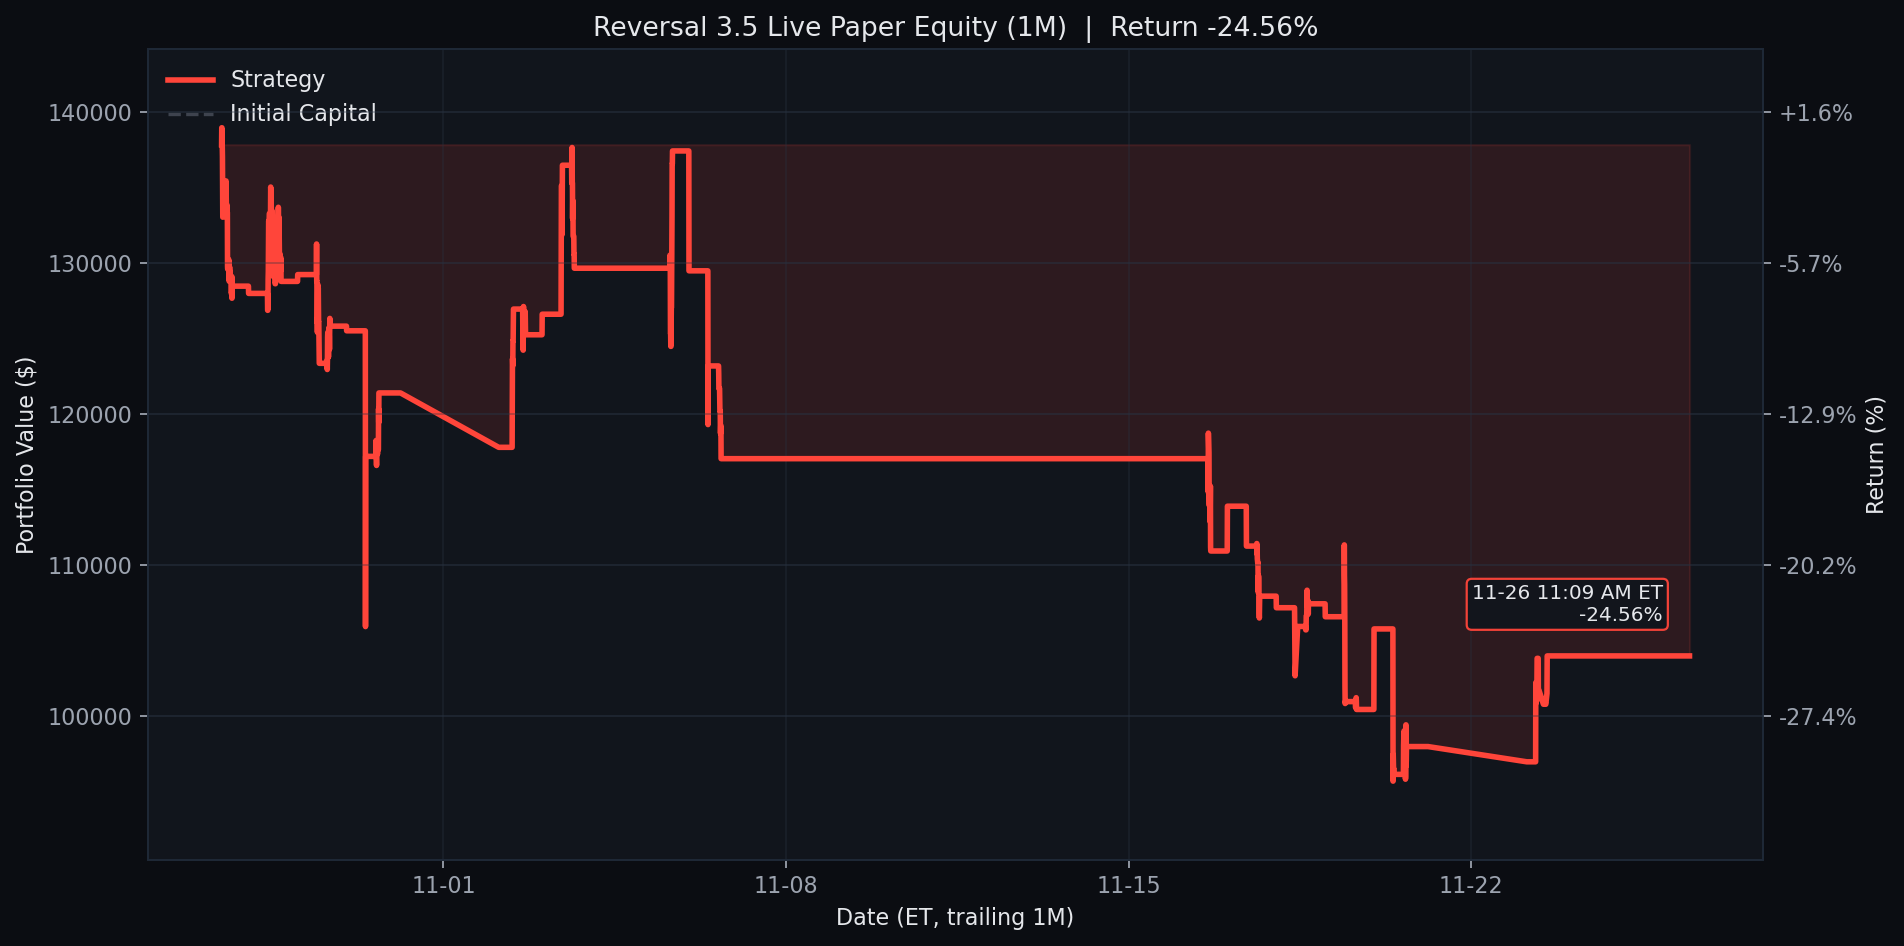 Reversal 3.5 Live Paper Equity (1M)  |  Return -24.56%
Strategy
Initial Capital
140000
130000
120000
110000
100000
Portfolio Value ($)
+1.6%
-5.7%
-12.9%
-20.2%
-27.4%
Return (%)
11-26 11:09 AM ET
-24.56%
11-01
11-08
11-15
11-22
Date (ET, trailing 1M)